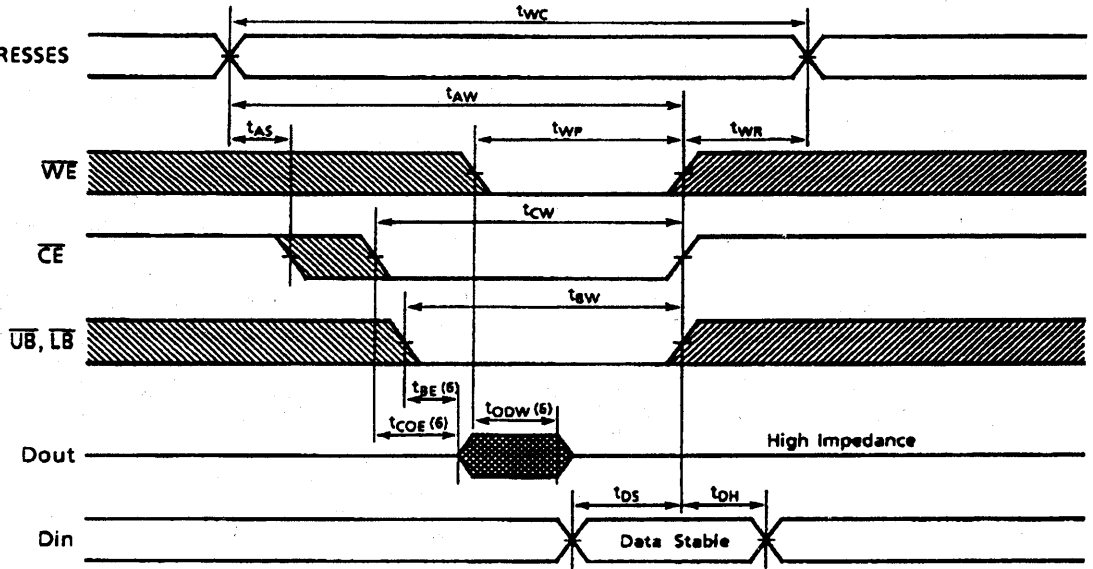 tWC
RESSES
tAW
tAS tWP tWR
WE
tCW
CE
tBW
UB, LB
tBE (6)
tCOE (6) tODW (6)
Dout High Impedance
tDS tDH
Din Data Stable